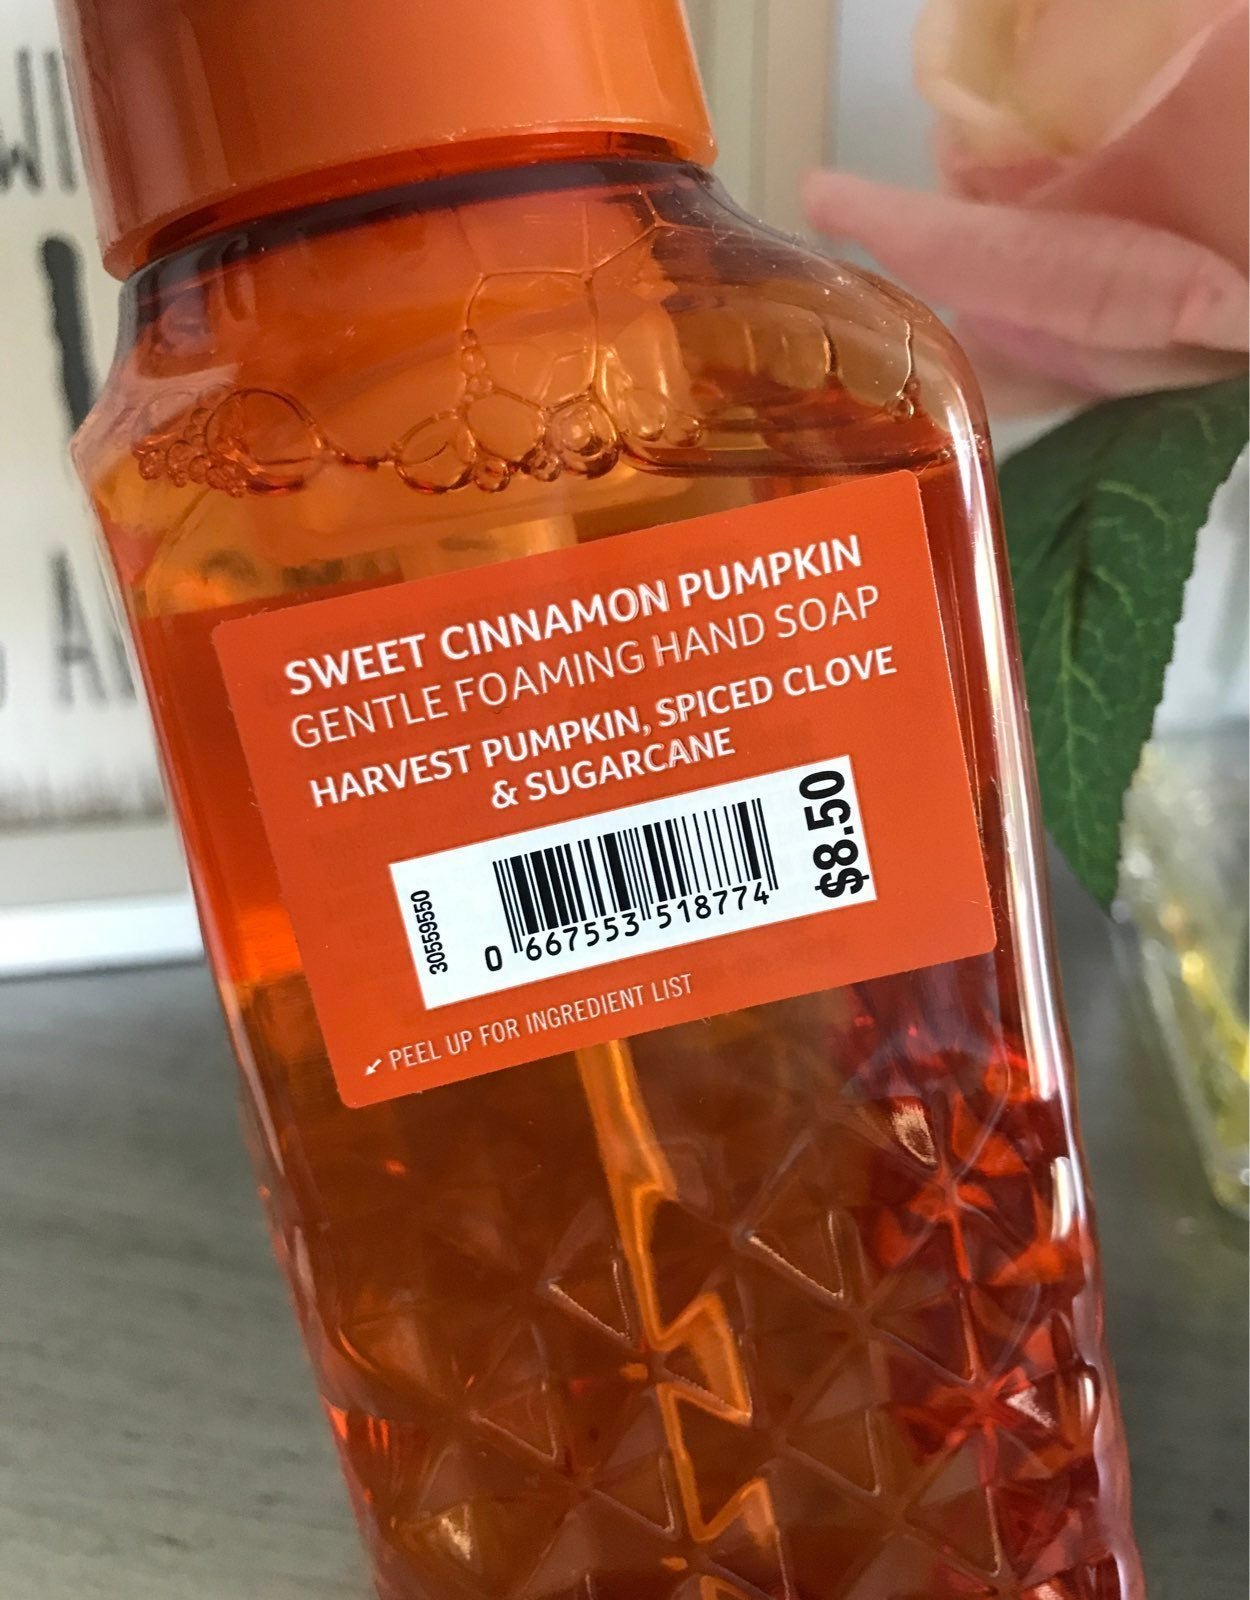 SWEET CINNAMON PUMPKIN
GENTLE FOAMING HAND SOAP
HARVEST PUMPKIN, SPICED CLOVE
& SUGARCANE
30559550
0 667553 518774
$8.50
↙ PEEL UP FOR INGREDIENT LIST